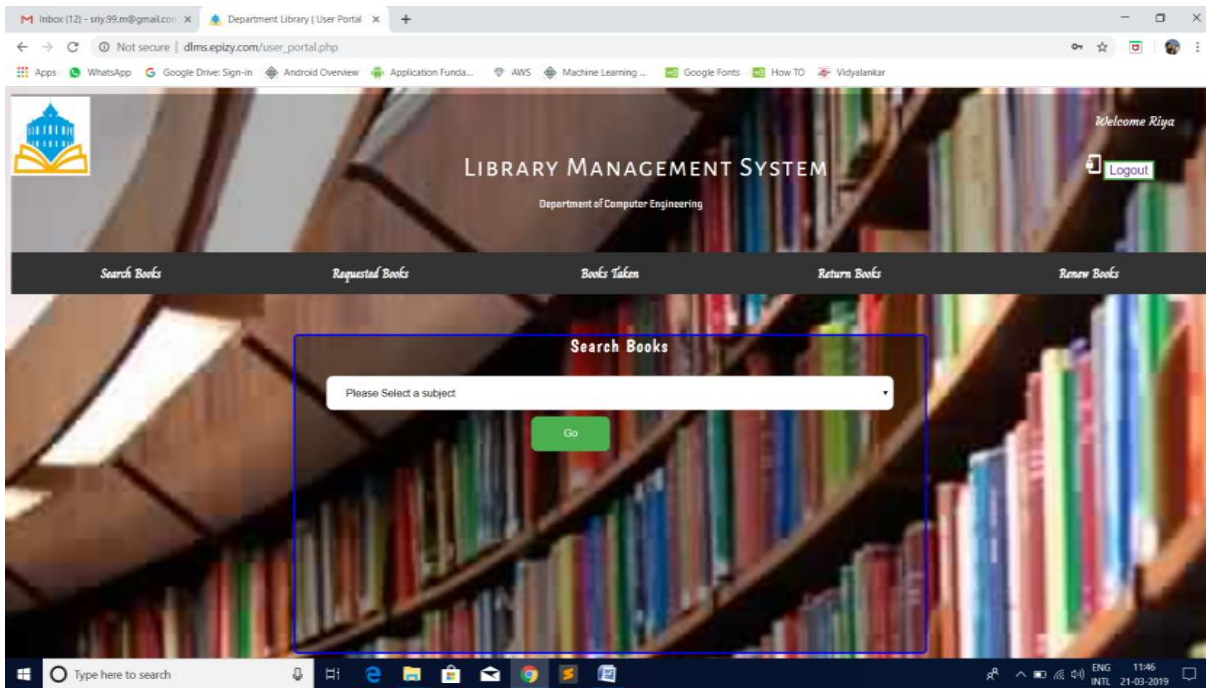 Inbox (12) - sriy.99.m@gmail.con
Department Library | User Portal
Not secure | dlms.epizy.com/user_portal.php
Apps WhatsApp Google Drive: Sign-in Android Overview Application Funda... AWS Machine Learning ... Google Fonts How TO Vidyalankar
Welcome Riya
LIBRARY MANAGEMENT SYSTEM
Logout
Department of Computer Engineering
Search Books Requested Books Books Taken Return Books Renew Books
Search Books
Please Select a subject
Go
Type here to search
ENG 11:46
INTL 21-03-2019